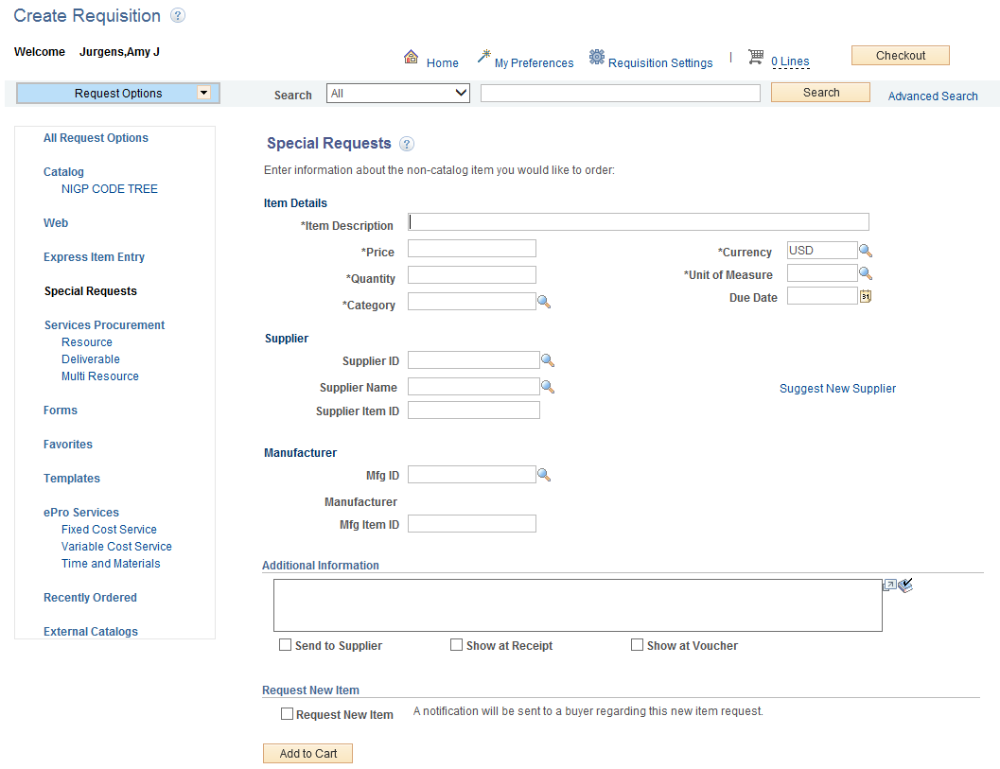 Create Requisition ?
Welcome Jurgens,Amy J
Home My Preferences Requisition Settings | 0 Lines Checkout
Request Options Search All Search Advanced Search
All Request Options
Catalog
NIGP CODE TREE
Web
Express Item Entry
Special Requests
Services Procurement
Resource
Deliverable
Multi Resource
Forms
Favorites
Templates
ePro Services
Fixed Cost Service
Variable Cost Service
Time and Materials
Recently Ordered
External Catalogs
Special Requests ?
Enter information about the non-catalog item you would like to order:
Item Details
*Item Description
*Price *Currency USD
*Quantity *Unit of Measure
*Category Due Date 31
Supplier
Supplier ID
Supplier Name Suggest New Supplier
Supplier Item ID
Manufacturer
Mfg ID
Manufacturer
Mfg Item ID
Additional Information
Send to Supplier Show at Receipt Show at Voucher
Request New Item
Request New Item A notification will be sent to a buyer regarding this new item request.
Add to Cart